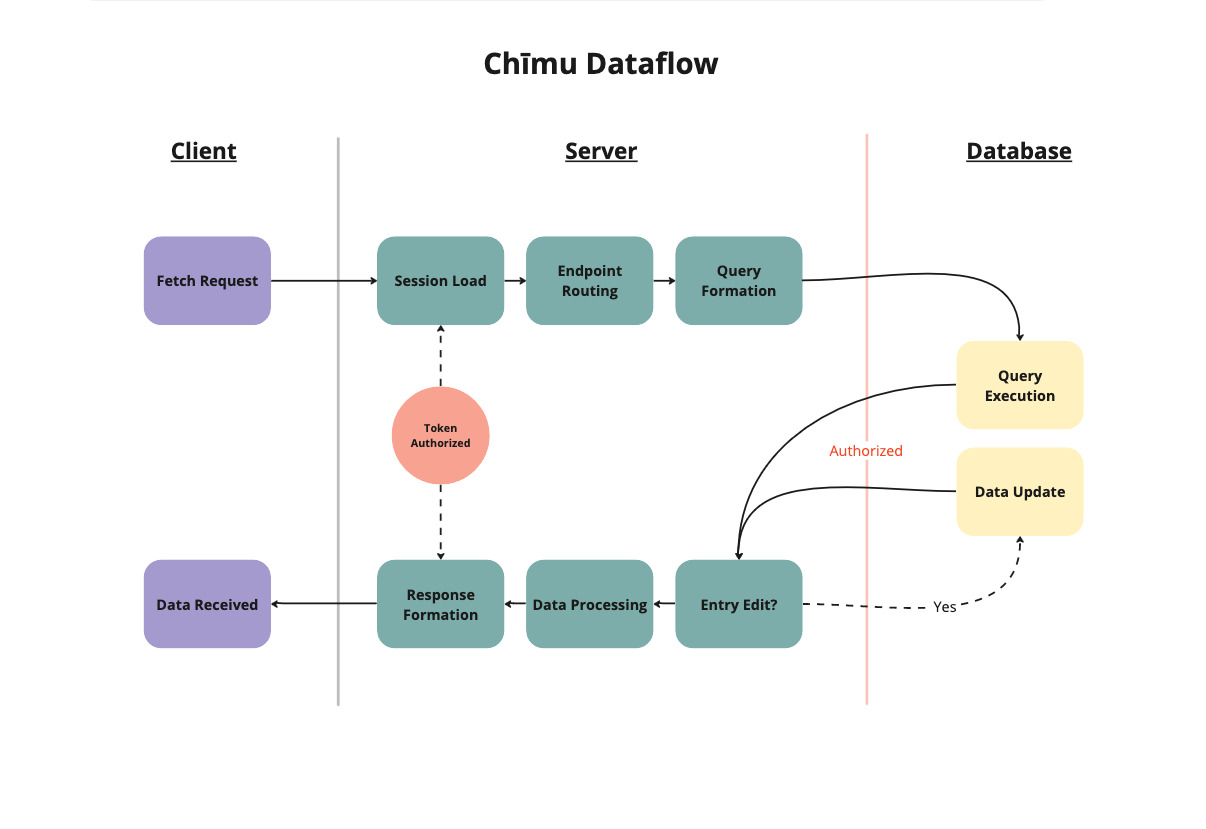 Chīmu Dataflow
Client
Server
Database
Fetch Request
Session Load
Endpoint
Routing
Query
Formation
Query
Execution
Token
Authorized
Authorized
Data Update
Data Received
Response
Formation
Data Processing
Entry Edit?
Yes